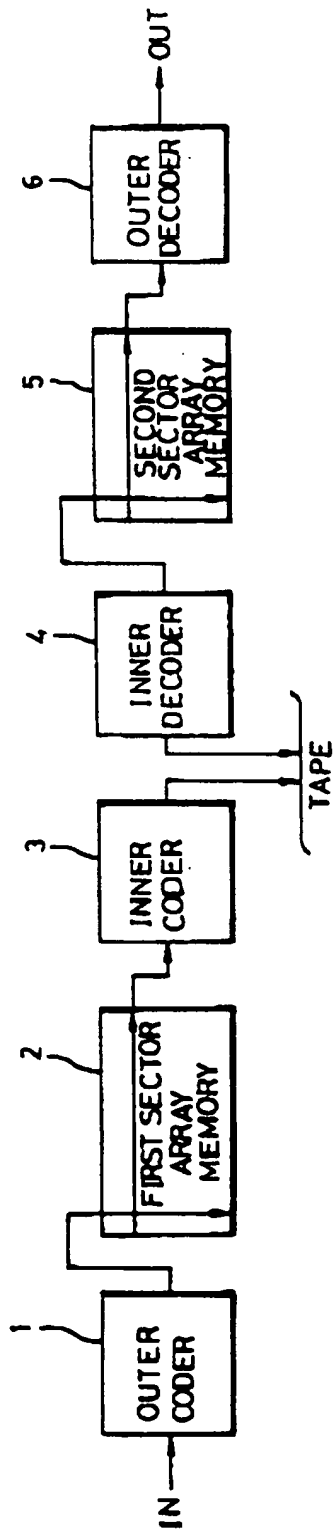 IN
1
OUTER
CODER
2
FIRST SECTOR
ARRAY
MEMORY
3
INNER
CODER
TAPE
4
INNER
DECODER
5
SECOND
SECTOR
ARRAY
MEMORY
6
OUTER
DECODER
OUT